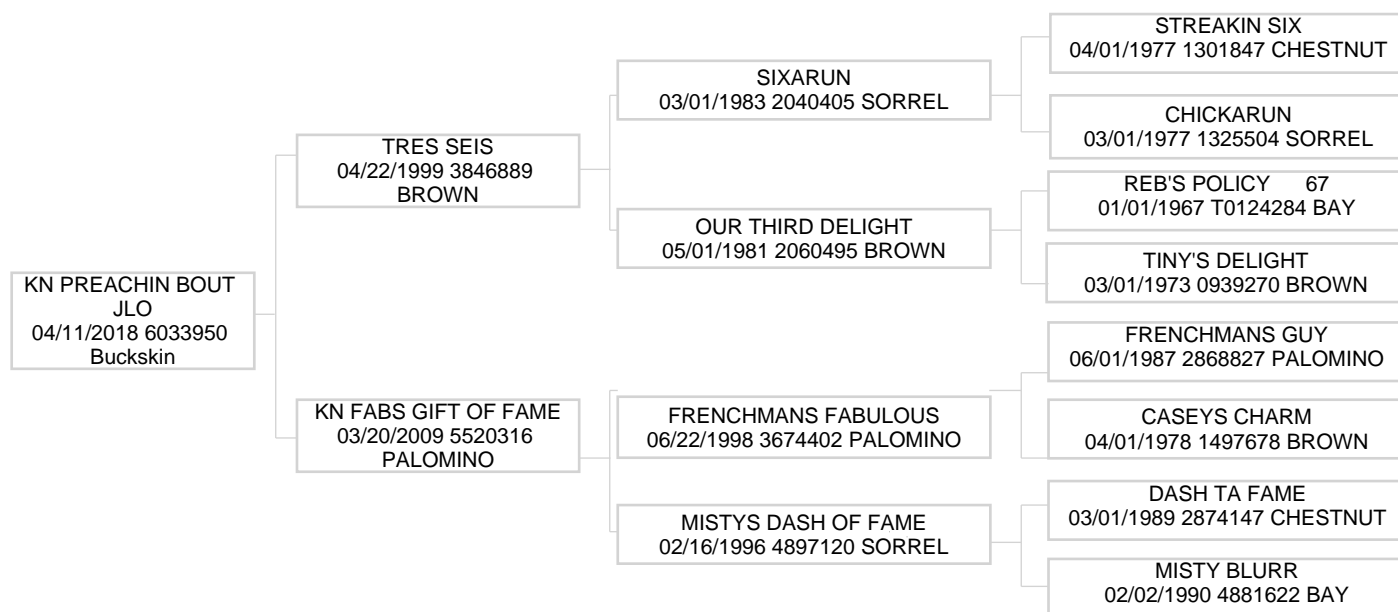 KN PREACHIN BOUT
JLO
04/11/2018 6033950
Buckskin
TRES SEIS
04/22/1999 3846889
BROWN
KN FABS GIFT OF FAME
03/20/2009 5520316
PALOMINO
SIXARUN
03/01/1983 2040405 SORREL
OUR THIRD DELIGHT
05/01/1981 2060495 BROWN
FRENCHMANS FABULOUS
06/22/1998 3674402 PALOMINO
MISTYS DASH OF FAME
02/16/1996 4897120 SORREL
STREAKIN SIX
04/01/1977 1301847 CHESTNUT
CHICKARUN
03/01/1977 1325504 SORREL
REB'S POLICY 67
01/01/1967 T0124284 BAY
TINY'S DELIGHT
03/01/1973 0939270 BROWN
FRENCHMANS GUY
06/01/1987 2868827 PALOMINO
CASEYS CHARM
04/01/1978 1497678 BROWN
DASH TA FAME
03/01/1989 2874147 CHESTNUT
MISTY BLURR
02/02/1990 4881622 BAY